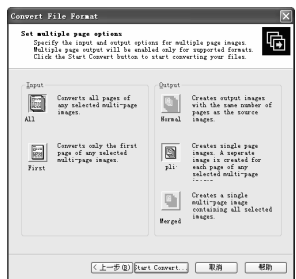 Convert File Format
Set multiple page options
Specify the input and output options for multiple page images.
Multiple page output will be enabled only for supported formats.
Click the Start Convert button to start converting your files.
Input
Converts all pages of
any selected multi-page
images.
All
Converts only the first
page of any selected
multi-page images.
First
Output
Creates output images
with the same number of
pages as the source
images.
Normal
Creates single page
images. A seperate
image is created for
each page of any
selected multi-page
pli
Creates a single
multi-page image
containing all selected
images.
Merged
<上一步(B)
Start Convert...
取消
帮助